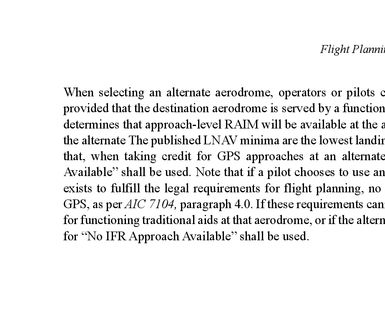 Flight Planni
When selecting an alternate aerodrome, operators or pilots c
provided that the destination aerodrome is served by a function
determines that approach-level RAIM will be available at the a
the alternate The published LNAV minima are the lowest landin
that, when taking credit for GPS approaches at an alternate
Available” shall be used. Note that if a pilot chooses to use an
exists to fulfill the legal requirements for flight planning, no
GPS, as per AIC 7104, paragraph 4.0. If these requirements can
for functioning traditional aids at that aerodrome, or if the altern
for “No IFR Approach Available” shall be used.